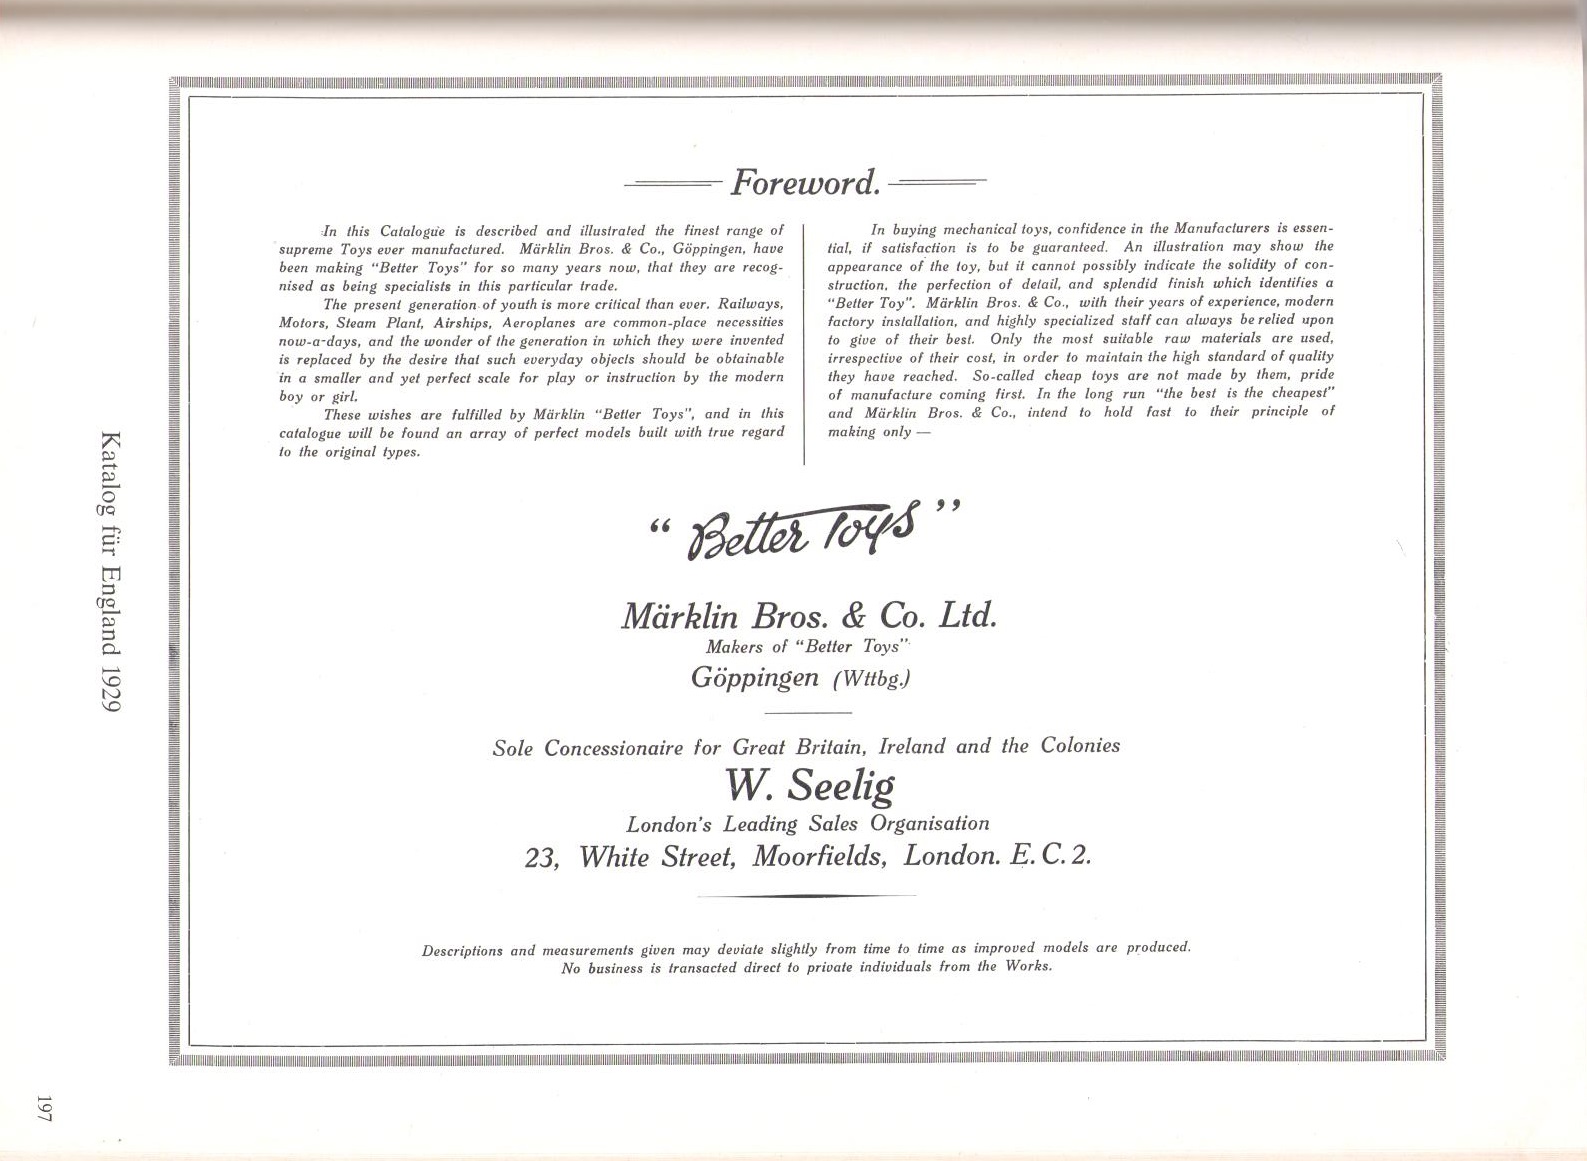 Foreword.
In this Catalogue is described and illustrated the finest range of
supreme Toys ever manufactured. Märklin Bros. & Co., Göppingen, have
been making “Better Toys” for so many years now, that they are recog-
nised as being specialists in this particular trade.
The present generation of youth is more critical than ever. Railways,
Motors, Steam Plant, Airships, Aeroplanes are common-place necessities
now-a-days, and the wonder of the generation in which they were invented
is replaced by the desire that such everyday objects should be obtainable
in a smaller and yet perfect scale for play or instruction by the modern
boy or girl.
These wishes are fulfilled by Märklin “Better Toys”, and in this
catalogue will be found an array of perfect models built with true regard
to the original types.
In buying mechanical toys, confidence in the Manufacturers is essen-
tial, if satisfaction is to be guaranteed. An illustration may show the
appearance of the toy, but it cannot possibly indicate the solidity of con-
struction, the perfection of detail, and splendid finish which identifies a
“Better Toy”. Märklin Bros. & Co., with their years of experience, modern
factory installation, and highly specialized staff can always be relied upon
to give of their best. Only the most suitable raw materials are used,
irrespective of their cost, in order to maintain the high standard of quality
they have reached. So-called cheap toys are not made by them, pride
of manufacture coming first. In the long run “the best is the cheapest”
and Märklin Bros. & Co., intend to hold fast to their principle of
making only —
“Better Toys”
Märklin Bros. & Co. Ltd.
Makers of “Better Toys”
Göppingen (Wttbg.)
Sole Concessionaire for Great Britain, Ireland and the Colonies
W. Seelig
London's Leading Sales Organisation
23, White Street, Moorfields, London. E. C. 2.
Descriptions and measurements given may deviate slightly from time to time as improved models are produced.
No business is transacted direct to private individuals from the Works.
Katalog für England 1929
197